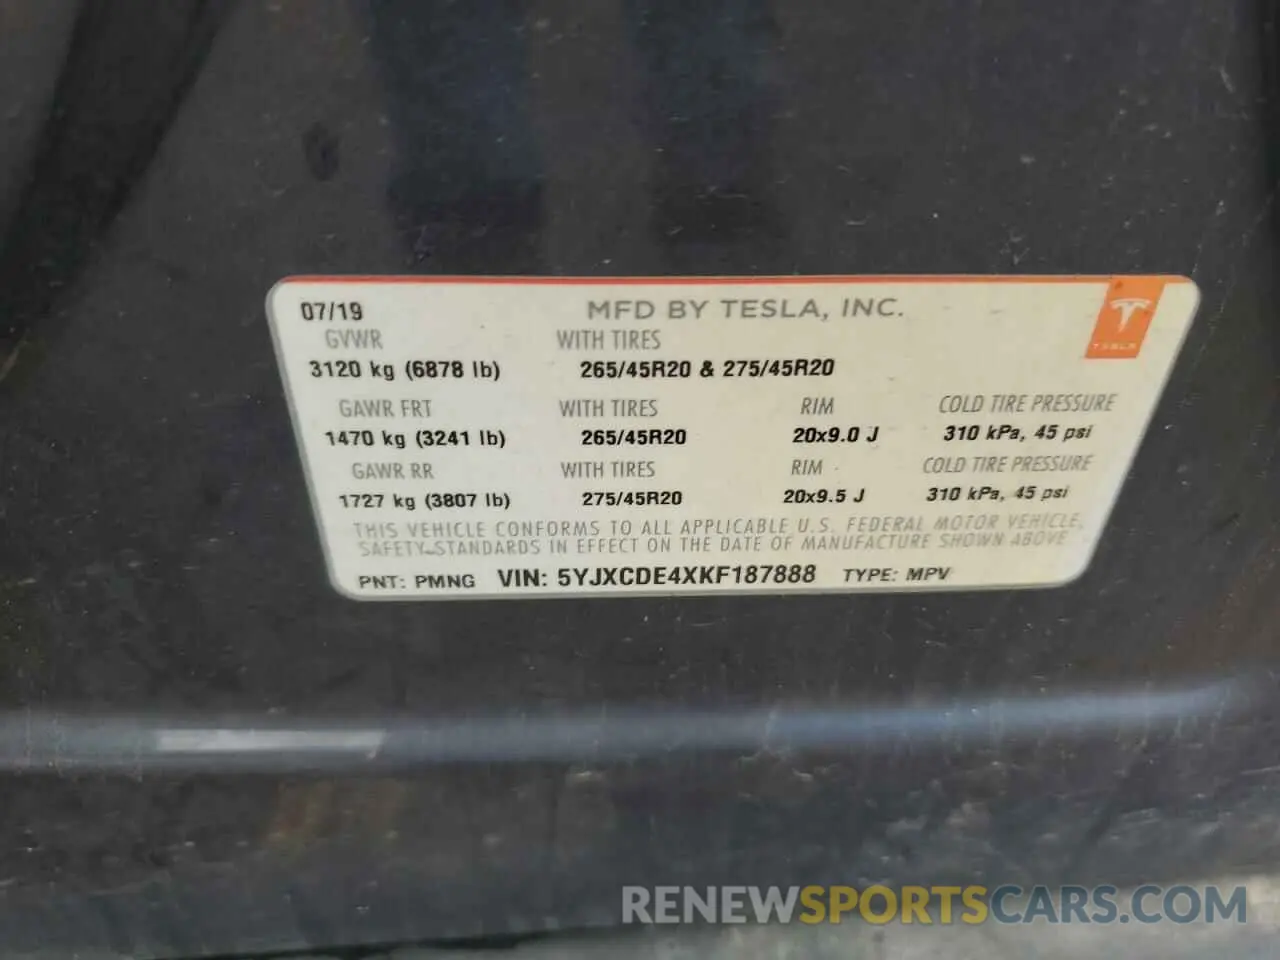 07/19 MFD BY TESLA, INC.
GVWR WITH TIRES
3120 kg (6878 lb) 265/45R20 & 275/45R20
GAWR FRT WITH TIRES RIM COLD TIRE PRESSURE
1470 kg (3241 lb) 265/45R20 20x9.0 J 310 kPa, 45 psi
GAWR RR WITH TIRES RIM COLD TIRE PRESSURE
1727 kg (3807 lb) 275/45R20 20x9.5 J 310 kPa, 45 psi
THIS VEHICLE CONFORMS TO ALL APPLICABLE U.S. FEDERAL MOTOR VEHICLE
SAFETY STANDARDS IN EFFECT ON THE DATE OF MANUFACTURE SHOWN ABOVE
PNT: PMNG VIN: 5YJXCDE4XKF187888 TYPE: MPV
TESLA
RENEWSPORTSCARS.COM